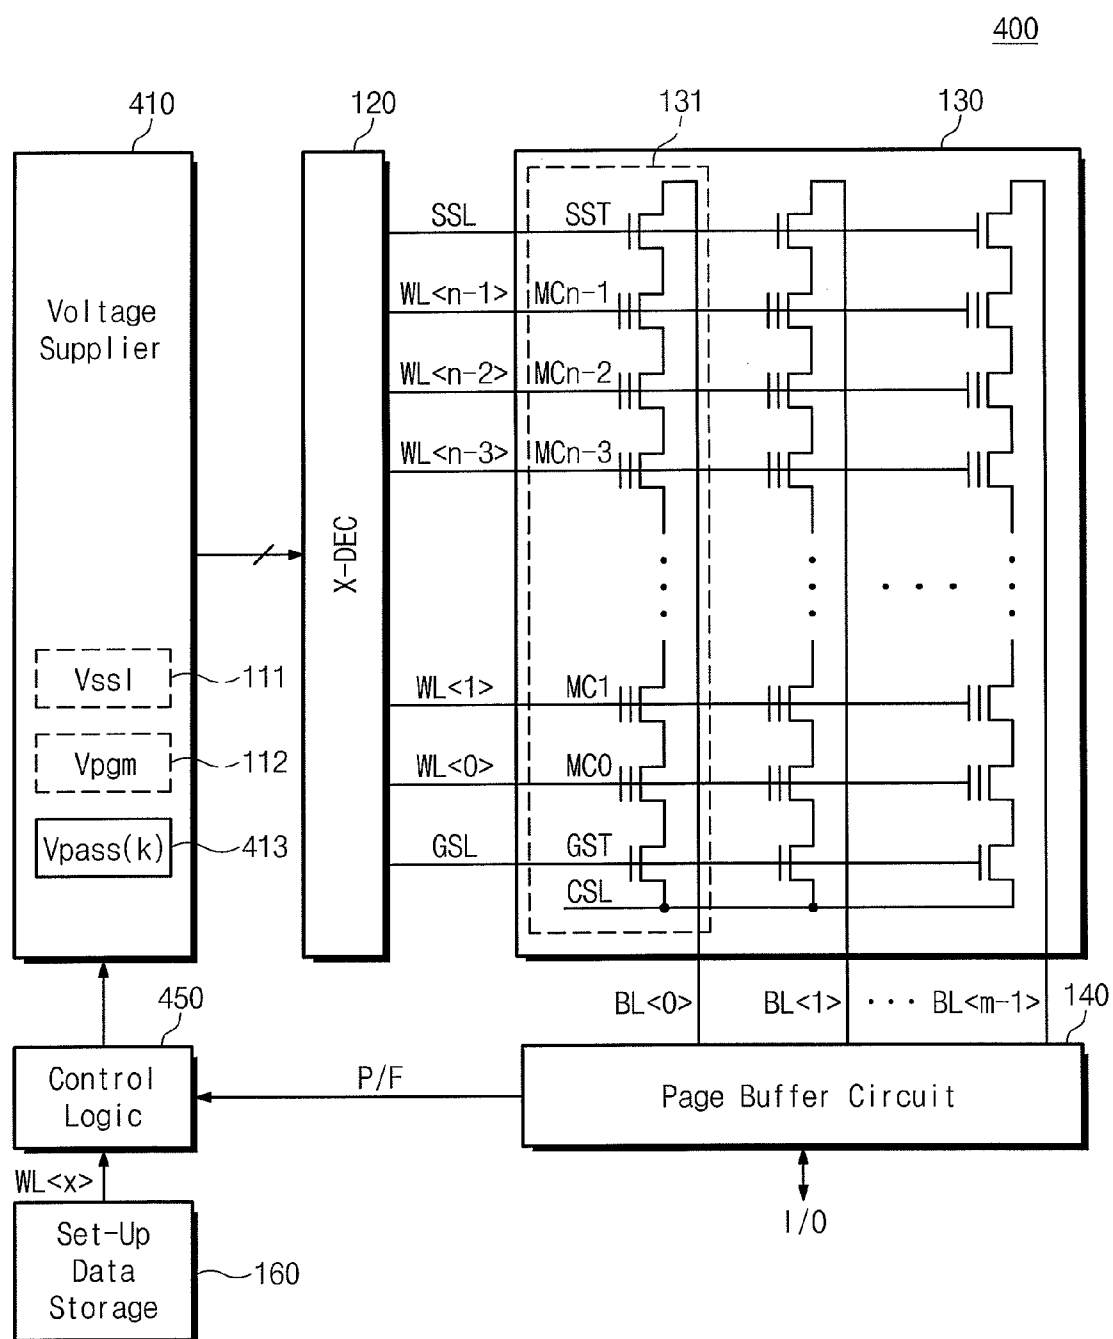 400
410
120
131
130
Voltage
Supplier
X-DEC
SSL SST
WL<n-1> MCn-1
WL<n-2> MCn-2
WL<n-3> MCn-3
Vssl 111
WL<1> MC1
Vpgm 112
WL<0> MC0
Vpass(k) 413
GSL GST
CSL
450
BL<0> BL<1> ··· BL<m-1> 140
Control
Logic
P/F
Page Buffer Circuit
WL<x>
I/O
Set-Up
Data
Storage
160